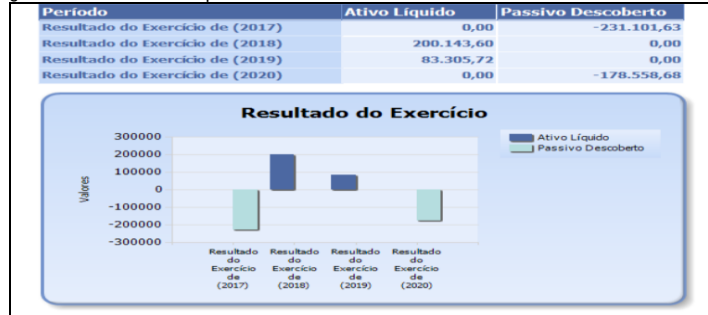 Período Ativo Líquido Passivo Descoberto
Resultado do Exercício de (2017) 0,00 -231.101,63
Resultado do Exercício de (2018) 200.143,60 0,00
Resultado do Exercício de (2019) 83.305,72 0,00
Resultado do Exercício de (2020) 0,00 -178.558,68
Resultado do Exercício
Ativo Líquido
Passivo Descoberto
Valores
300000
200000
100000
0
-100000
-200000
-300000
Resultado do Exercício de (2017)
Resultado do Exercício de (2018)
Resultado do Exercício de (2019)
Resultado do Exercício de (2020)